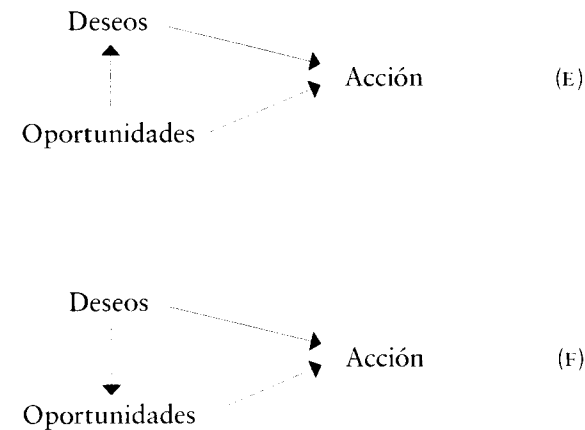 Deseos
Acción (E)
Oportunidades
Deseos
Acción (F)
Oportunidades